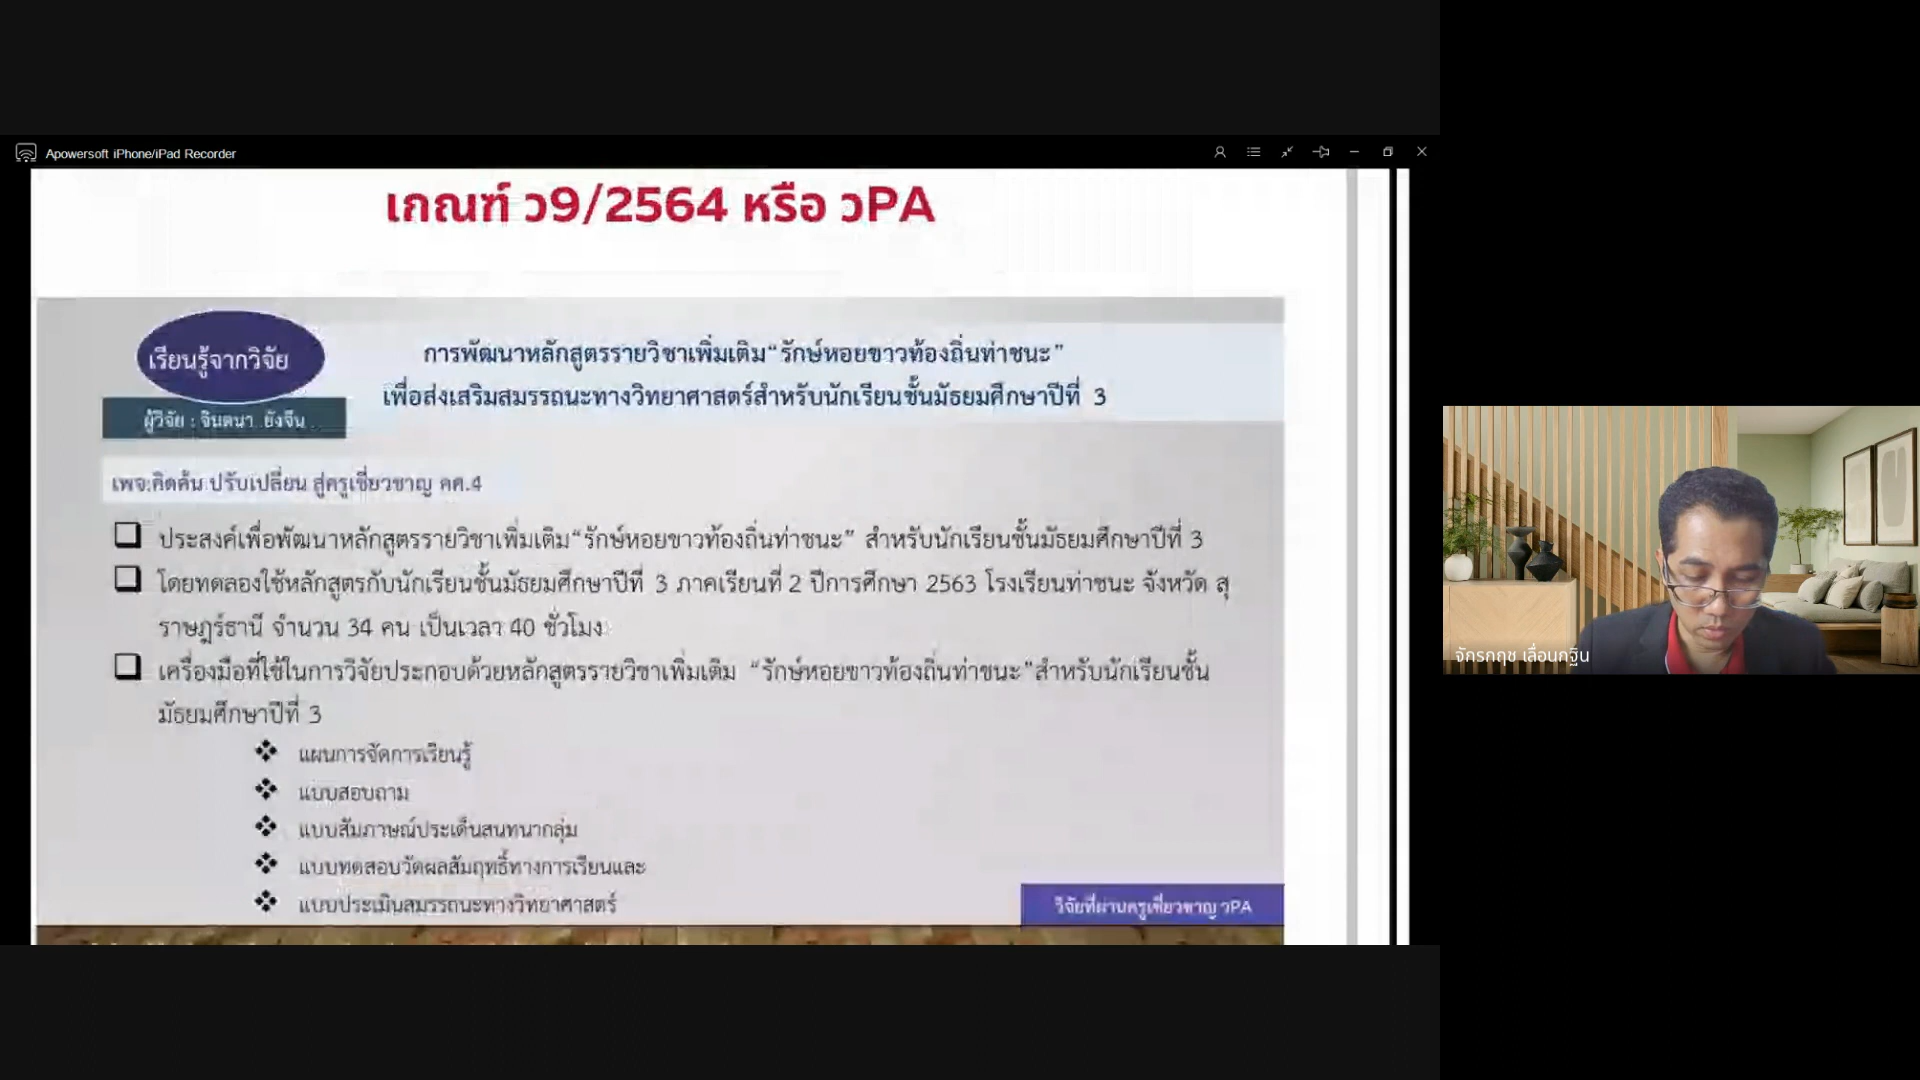 Apowersoft iPhone/iPad Recorder
เกณฑ์ ว9/2564 หรือ วPA
เรียนรู้จากวิจัย
การพัฒนาหลักสูตรรายวิชาเพิ่มเติม“รักษ์หอยขาวท้องถิ่นท่าชนะ”
เพื่อส่งเสริมสมรรถนะทางวิทยาศาสตร์สำหรับนักเรียนชั้นมัธยมศึกษาปีที่ 3
ผู้วิจัย : จินตนา ยังจีน
เพจ:คิดค้น ปรับเปลี่ยน สู่ครูเชี่ยวชาญ คศ.4
ประสงค์เพื่อพัฒนาหลักสูตรรายวิชาเพิ่มเติม“รักษ์หอยขาวท้องถิ่นท่าชนะ” สำหรับนักเรียนชั้นมัธยมศึกษาปีที่ 3
โดยทดลองใช้หลักสูตรกับนักเรียนชั้นมัธยมศึกษาปีที่ 3 ภาคเรียนที่ 2 ปีการศึกษา 2563 โรงเรียนท่าชนะ จังหวัด สุ
ราษฎร์ธานี จำนวน 34 คน เป็นเวลา 40 ชั่วโมง
เครื่องมือที่ใช้ในการวิจัยประกอบด้วยหลักสูตรรายวิชาเพิ่มเติม “รักษ์หอยขาวท้องถิ่นท่าชนะ”สำหรับนักเรียนชั้น
มัธยมศึกษาปีที่ 3
แผนการจัดการเรียนรู้
แบบสอบถาม
แบบสัมภาษณ์ประเด็นสนทนากลุ่ม
แบบทดสอบวัดผลสัมฤทธิ์ทางการเรียนและ
แบบประเมินสมรรถนะทางวิทยาศาสตร์
วิจัยที่ผ่านครูเชี่ยวชาญ วPA
จักรกฤช เลื่อนกฐิน